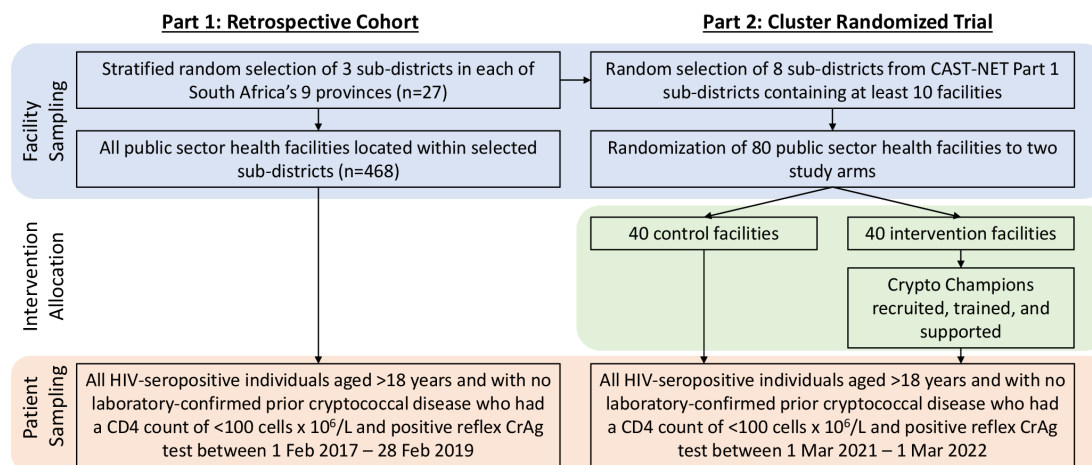 Part 1: Retrospective Cohort
Part 2: Cluster Randomized Trial
Facility
Sampling
Stratified random selection of 3 sub-districts in each of
South Africa's 9 provinces (n=27)
Random selection of 8 sub-districts from CAST-NET Part 1
sub-districts containing at least 10 facilities
All public sector health facilities located within selected
sub-districts (n=468)
Randomization of 80 public sector health facilities to two
study arms
Intervention
Allocation
40 control facilities
40 intervention facilities
Crypto Champions
recruited, trained, and
supported
Patient
Sampling
All HIV-seropositive individuals aged >18 years and with no
laboratory-confirmed prior cryptococcal disease who had
a CD4 count of <100 cells x 10⁶/L and positive reflex CrAg
test between 1 Feb 2017 – 28 Feb 2019
All HIV-seropositive individuals aged >18 years and with no
laboratory-confirmed prior cryptococcal disease who had
a CD4 count of <100 cells x 10⁶/L and positive reflex CrAg
test between 1 Mar 2021 – 1 Mar 2022